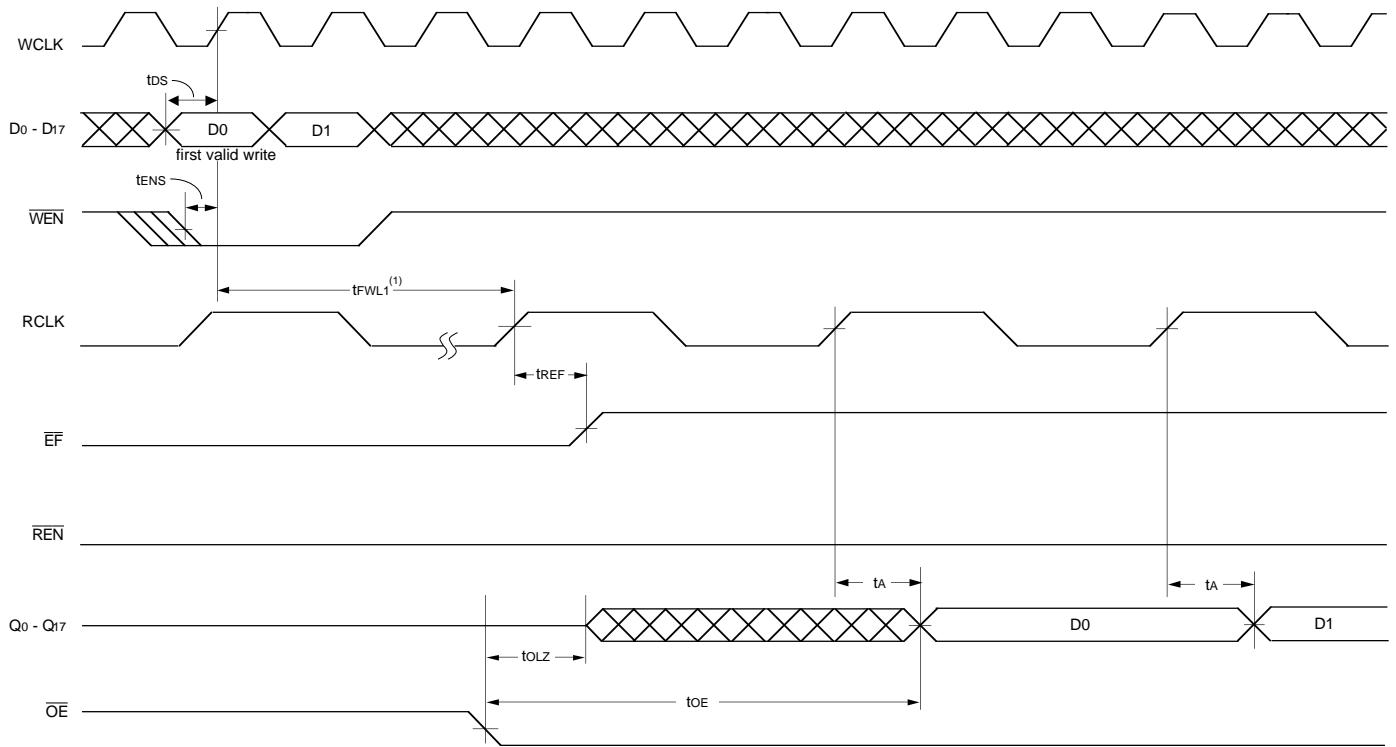 WCLK
tDS
D0 - D17
D0
D1
first valid write
tENS
WEN
tFWL1(1)
RCLK
tREF
EF
REN
tA
tA
Q0 - Q17
D0
D1
tOLZ
tOE
OE